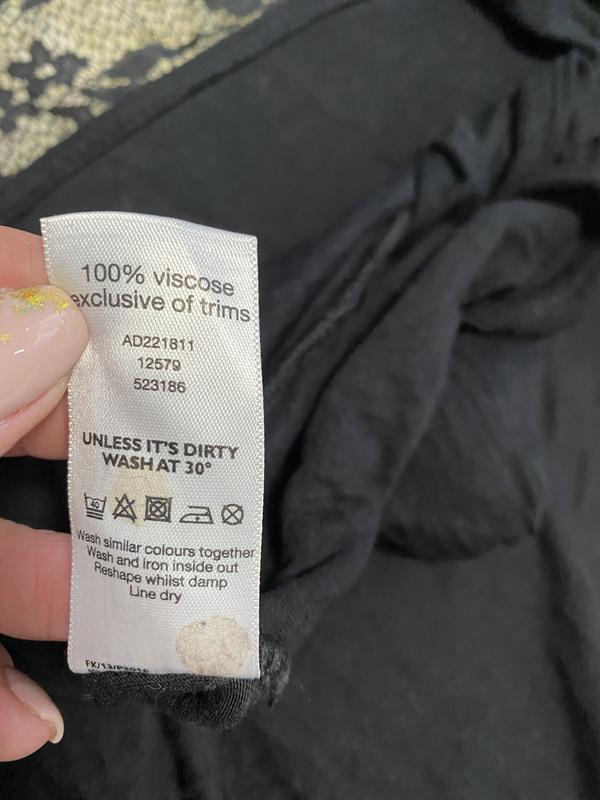 100% viscose
exclusive of trims
AD221811
12579
523186
UNLESS IT'S DIRTY
WASH AT 30°
40
Wash similar colours together
Wash and iron inside out
Reshape whilst damp
Line dry